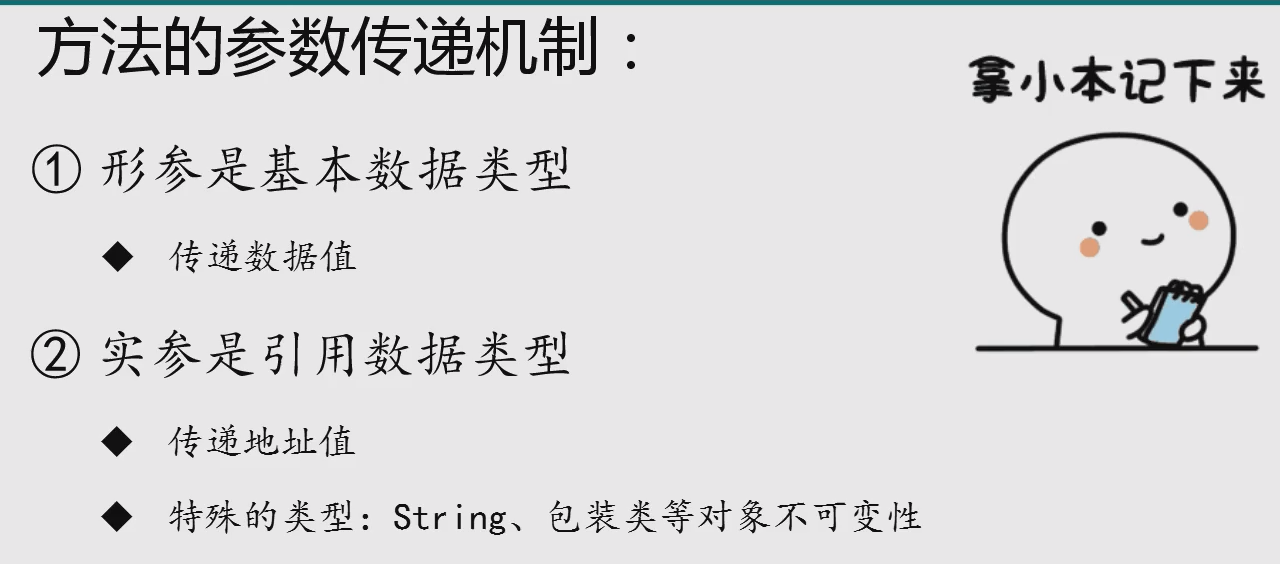 方法的参数传递机制：
拿小本记下来
① 形参是基本数据类型
◆ 传递数据值
② 实参是引用数据类型
◆ 传递地址值
◆ 特殊的类型：String、包装类等对象不可变性